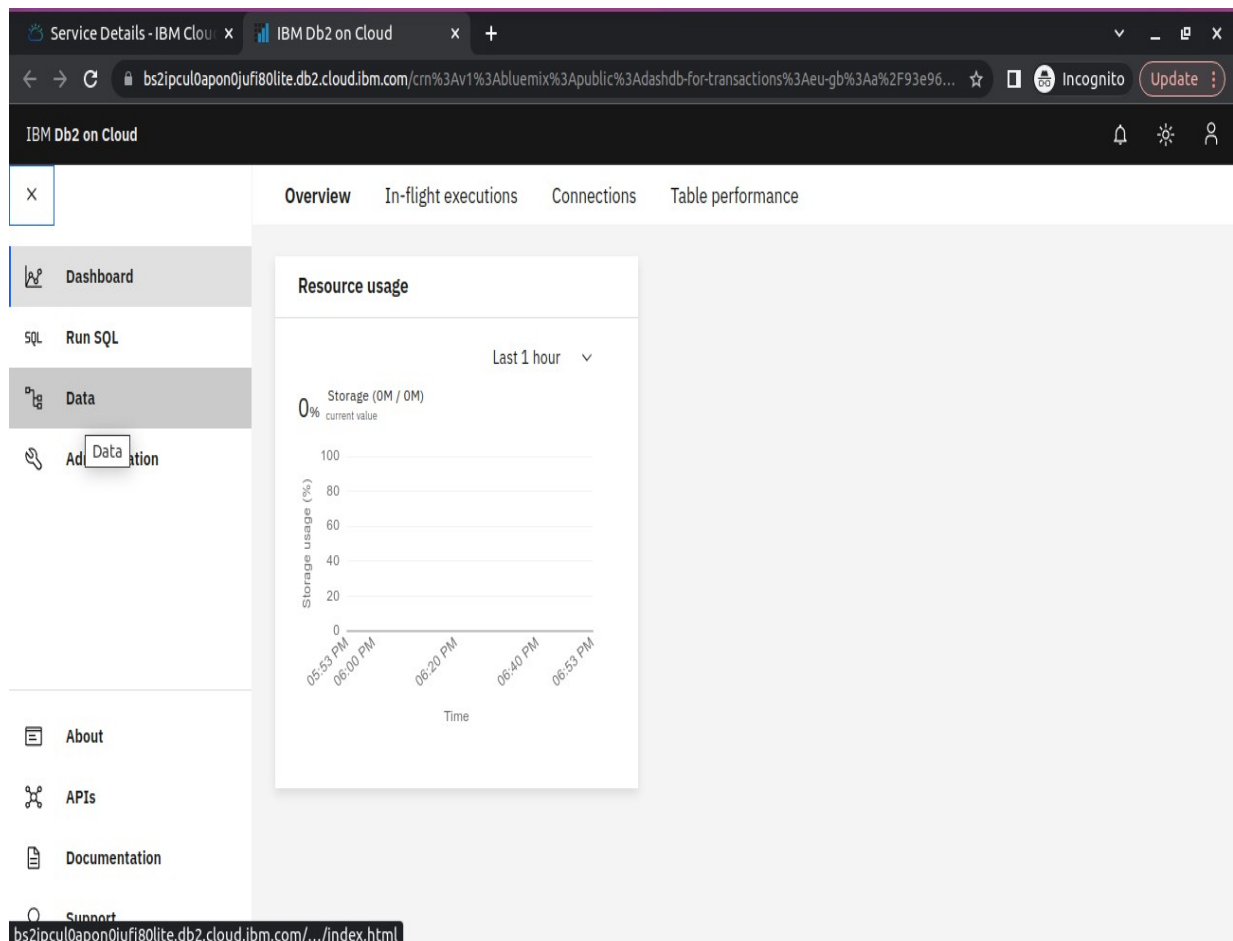 Service Details - IBM Clou
IBM Db2 on Cloud
bs2ipcul0apon0jufi80lite.db2.cloud.ibm.com/crn%3Av1%3Abluemix%3Apublic%3Adashdb-for-transactions%3Aeu-gb%3Aa%2F93e96...
Incognito
Update
IBM Db2 on Cloud
Overview In-flight executions Connections Table performance
Dashboard
SQL Run SQL
Data
Data
About
APIs
Documentation
Support
Resource usage
Last 1 hour
0% Storage (0M / 0M)
current value
Storage usage (%)
100
80
60
40
20
0
05:53 PM 06:00 PM 06:20 PM 06:40 PM 06:53 PM
Time
bs2ipcul0apon0jufi80lite.db2.cloud.ibm.com/.../index.html